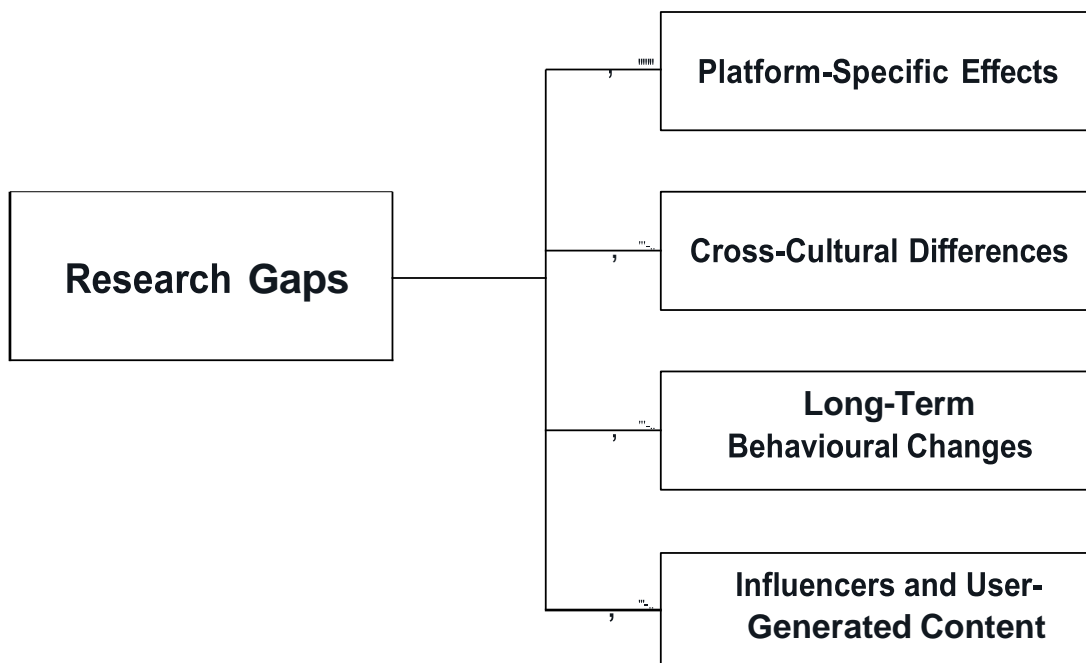 Platform-Specific Effects
Cross-Cultural Differences
Research Gaps
Long-Term
Behavioural Changes
Influencers and User-
Generated Content